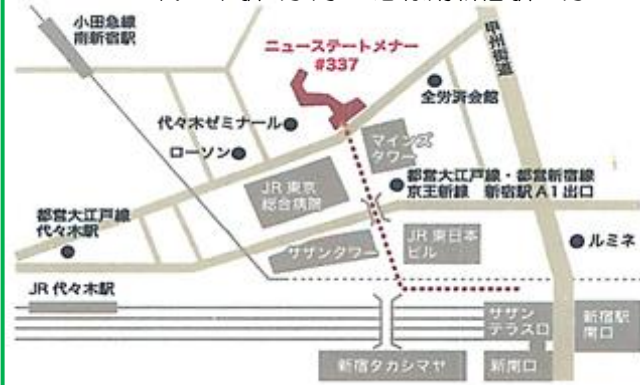 小田急線
南新宿駅
ニューステートメナー
#337
甲州街道
全労済会館
代々木ゼミナール
ローソン
マインズ
タワー
JR 東京
総合病院
都営大江戸線・都営新宿線
京王新線 新宿駅A1出口
都営大江戸線
代々木駅
サザンタワー
JR 東日本
ビル
ルミネ
JR 代々木駅
サザン
テラス口
新宿駅
南口
新宿タカシマヤ
新南口